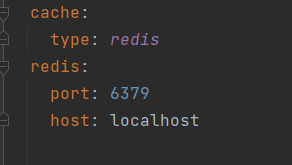 cache:
  type: redis
redis:
  port: 6379
  host: localhost